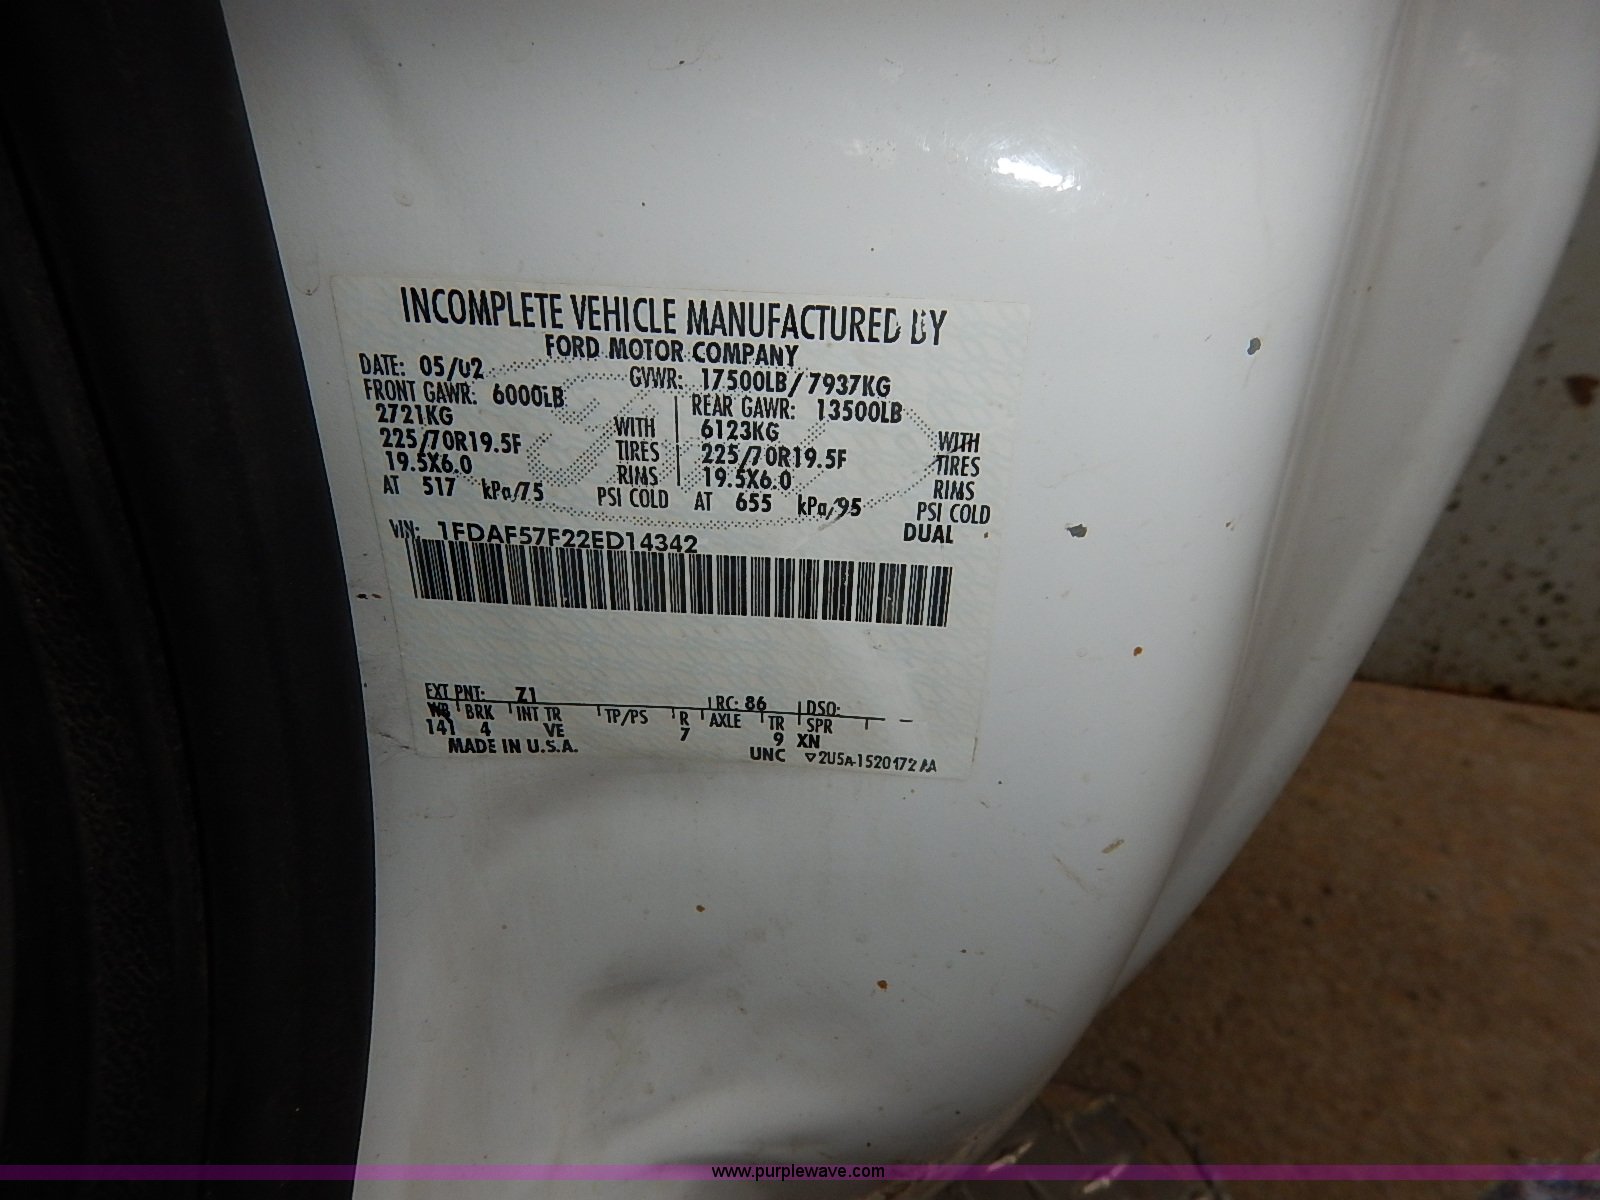 INCOMPLETE VEHICLE MANUFACTURED BY
FORD MOTOR COMPANY
DATE: 05/02 GVWR: 17500LB/7937KG
FRONT GAWR: 6000LB REAR GAWR: 13500LB
2721KG WITH 6123KG WITH
225/70R19.5F TIRES 225/70R19.5F TIRES
19.5X6.0 RIMS 19.5X6.0 RIMS
AT 517 kPa/75 PSI COLD AT 655 kPa/95 PSI COLD
DUAL
VIN: 1FDAF57F22ED14342
EXT PNT: Z1 RC: 86 DSO:
WB BRK INT TR TP/PS R AXLE TR SPR
141 4 VE 7 9 XN
MADE IN U.S.A. UNC ▽2U5A-1520172AA
www.purplewave.com